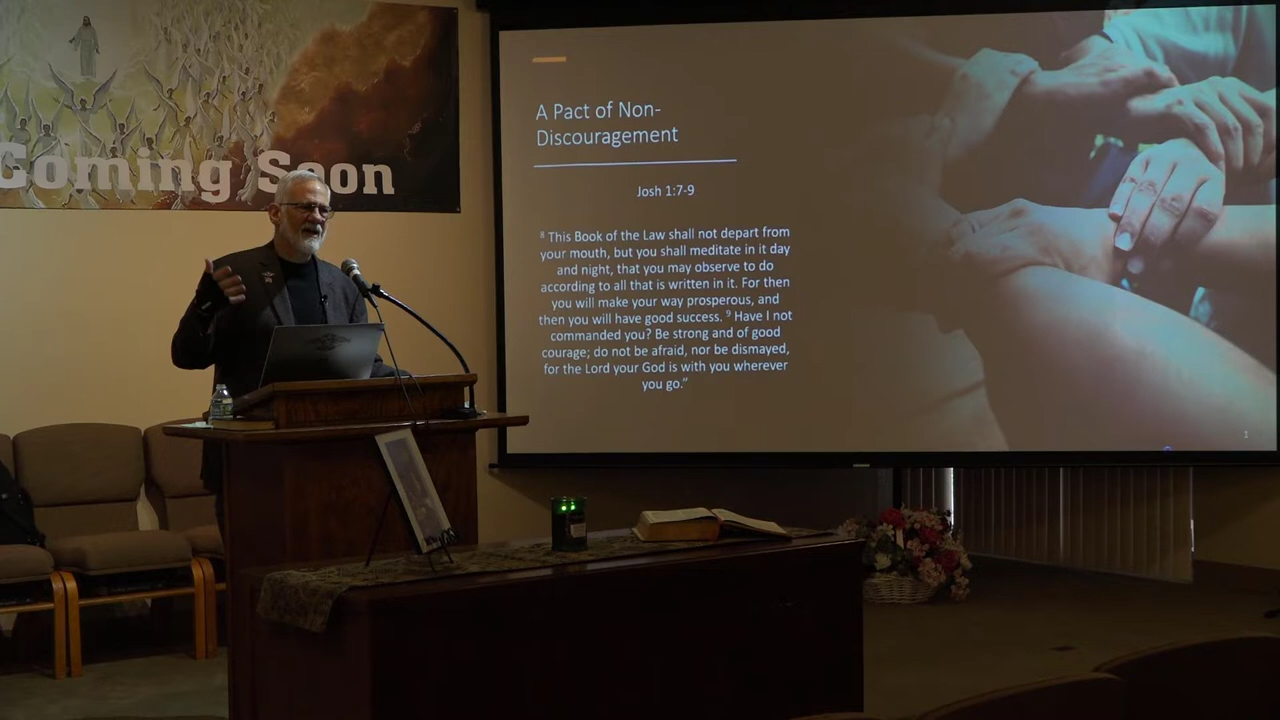 Coming Soon
A Pact of Non-
Discouragement
Josh 1:7-9
⁸ This Book of the Law shall not depart from
your mouth, but you shall meditate in it day
and night, that you may observe to do
according to all that is written in it. For then
you will make your way prosperous, and
then you will have good success. ⁹ Have I not
commanded you? Be strong and of good
courage; do not be afraid, nor be dismayed,
for the Lord your God is with you wherever
you go.”
1